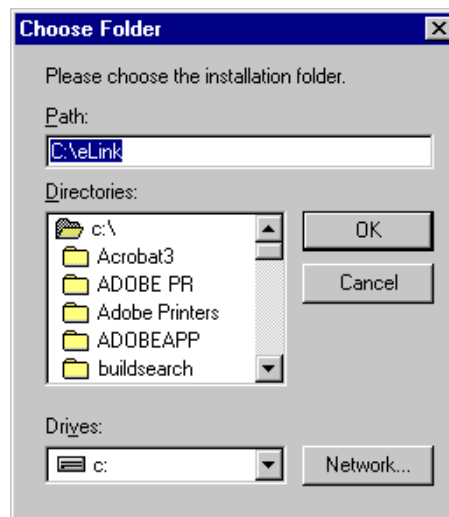 Choose Folder
Please choose the installation folder.
Path:
C:\eLink
Directories:
c:\
Acrobat3
ADOBE PR
Adobe Printers
ADOBEAPP
buildsearch
OK
Cancel
Drives:
c:
Network...